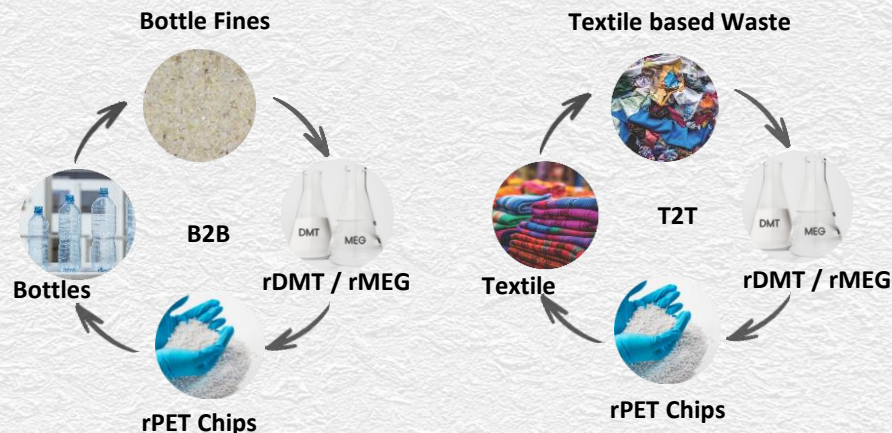 Bottle Fines
B2B
Bottles
DMT
MEG
rDMT / rMEG
rPET Chips
Textile based Waste
T2T
Textile
DMT
MEG
rDMT / rMEG
rPET Chips